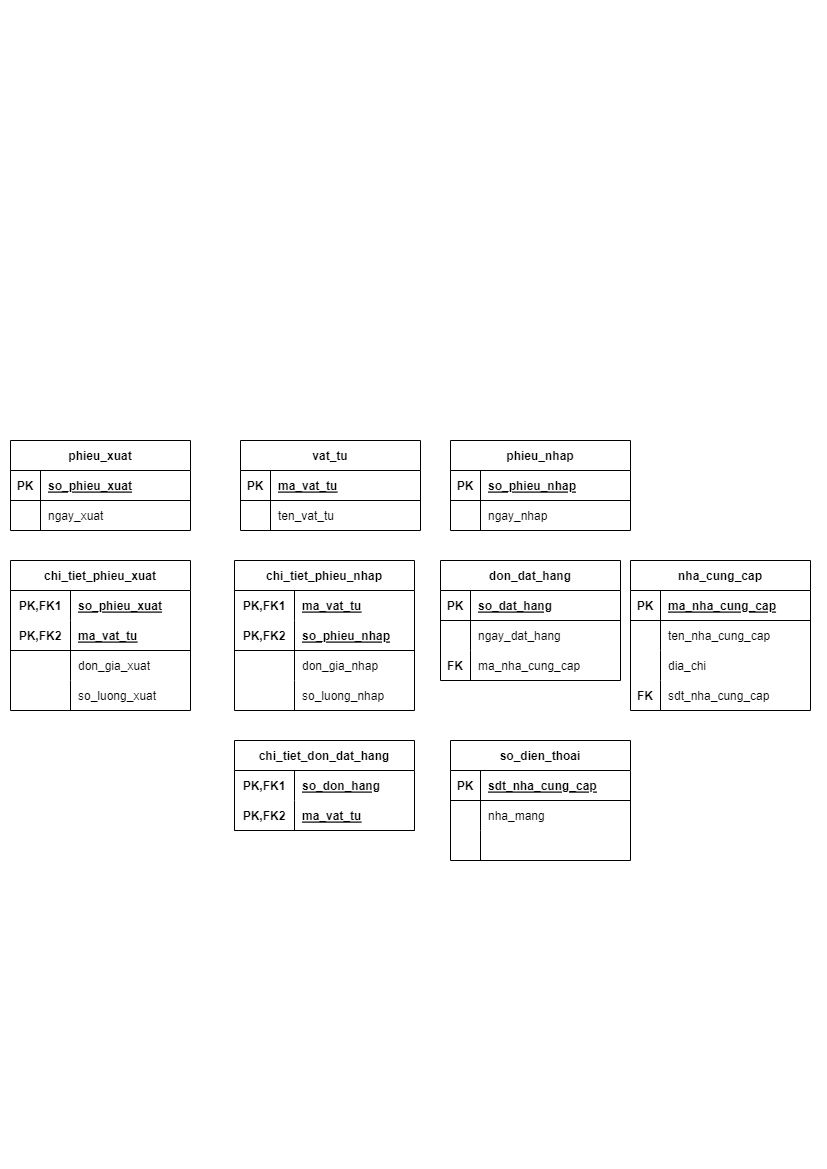 phieu_xuat
PK so_phieu_xuat
ngay_xuat
vat_tu
PK ma_vat_tu
ten_vat_tu
phieu_nhap
PK so_phieu_nhap
ngay_nhap
chi_tiet_phieu_xuat
PK,FK1 so_phieu_xuat
PK,FK2 ma_vat_tu
don_gia_xuat
so_luong_xuat
chi_tiet_phieu_nhap
PK,FK1 ma_vat_tu
PK,FK2 so_phieu_nhap
don_gia_nhap
so_luong_nhap
don_dat_hang
PK so_dat_hang
ngay_dat_hang
FK ma_nha_cung_cap
nha_cung_cap
PK ma_nha_cung_cap
ten_nha_cung_cap
dia_chi
FK sdt_nha_cung_cap
chi_tiet_don_dat_hang
PK,FK1 so_don_hang
PK,FK2 ma_vat_tu
so_dien_thoai
PK sdt_nha_cung_cap
nha_mang